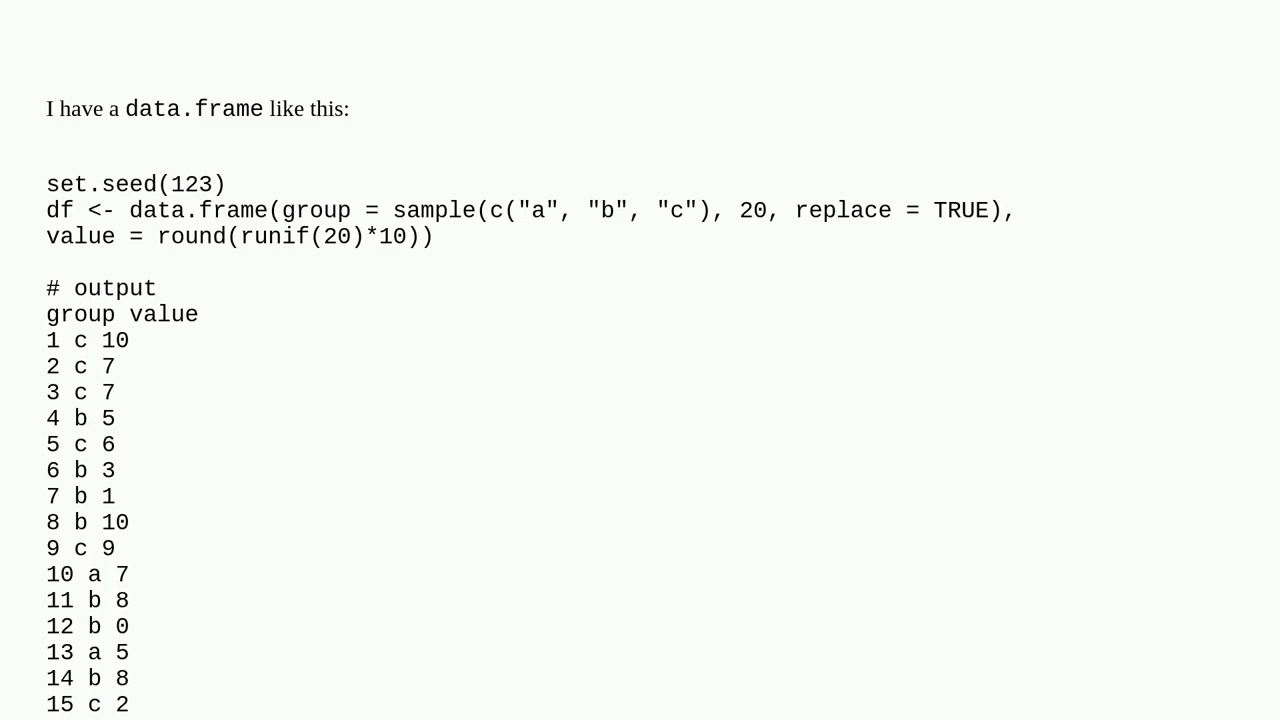 I have a data.frame like this:
set.seed(123)
df <- data.frame(group = sample(c("a", "b", "c"), 20, replace = TRUE),
value = round(runif(20)*10))
# output
group value
1 c 10
2 c 7
3 c 7
4 b 5
5 c 6
6 b 3
7 b 1
8 b 10
9 c 9
10 a 7
11 b 8
12 b 0
13 a 5
14 b 8
15 c 2